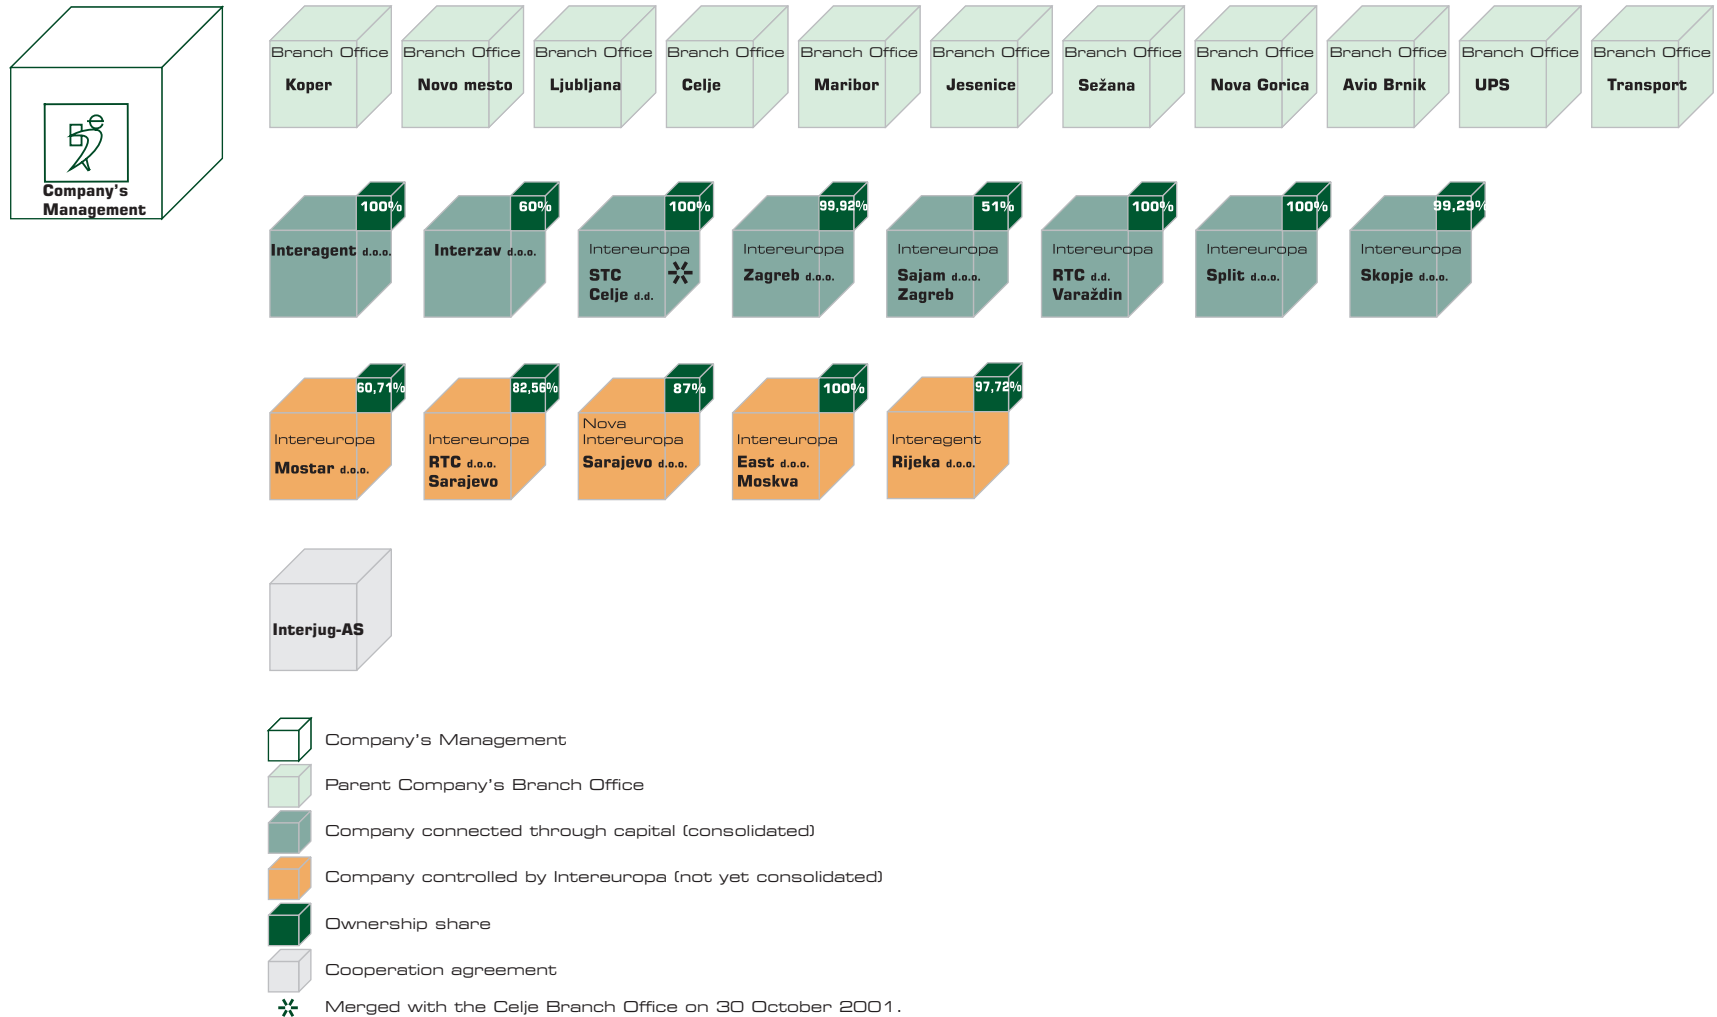 Company's
Management
Branch Office
Koper
Branch Office
Novo mesto
Branch Office
Ljubljana
Branch Office
Celje
Branch Office
Maribor
Branch Office
Jesenice
Branch Office
Sežana
Branch Office
Nova Gorica
Branch Office
Avio Brnik
Branch Office
UPS
Branch Office
Transport
100%
Interagent d.o.o.
60%
Interzav d.o.o.
100%
Intereuropa
STC
Celje d.d.
99,92%
Intereuropa
Zagreb d.o.o.
51%
Intereuropa
Sajam d.o.o.
Zagreb
100%
Intereuropa
RTC d.d.
Varaždin
100%
Intereuropa
Split d.o.o.
99,29%
Intereuropa
Skopje d.o.o.
60,71%
Intereuropa
Mostar d.o.o.
82,56%
Intereuropa
RTC d.o.o.
Sarajevo
87%
Nova
Intereuropa
Sarajevo d.o.o.
100%
Intereuropa
East d.o.o.
Moskva
97,72%
Interagent
Rijeka d.o.o.
Interjug-AS
Company's Management
Parent Company's Branch Office
Company connected through capital (consolidated)
Company controlled by Intereuropa (not yet consolidated)
Ownership share
Cooperation agreement
Merged with the Celje Branch Office on 30 October 2001.